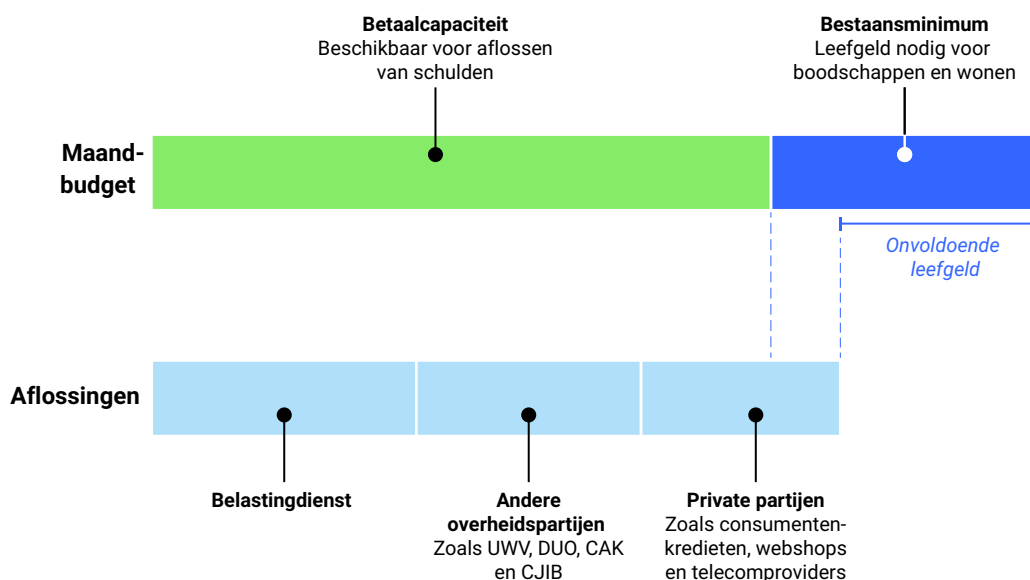 Betaalcapaciteit
Beschikbaar voor aflossen
van schulden
Bestaansminimum
Leefgeld nodig voor
boodschappen en wonen
Maand-
budget
Onvoldoende
leefgeld
Aflossingen
Belastingdienst
Andere
overheidspartijen
Zoals UWV, DUO, CAK
en CJIB
Private partijen
Zoals consumenten-
kredieten, webshops
en telecomproviders